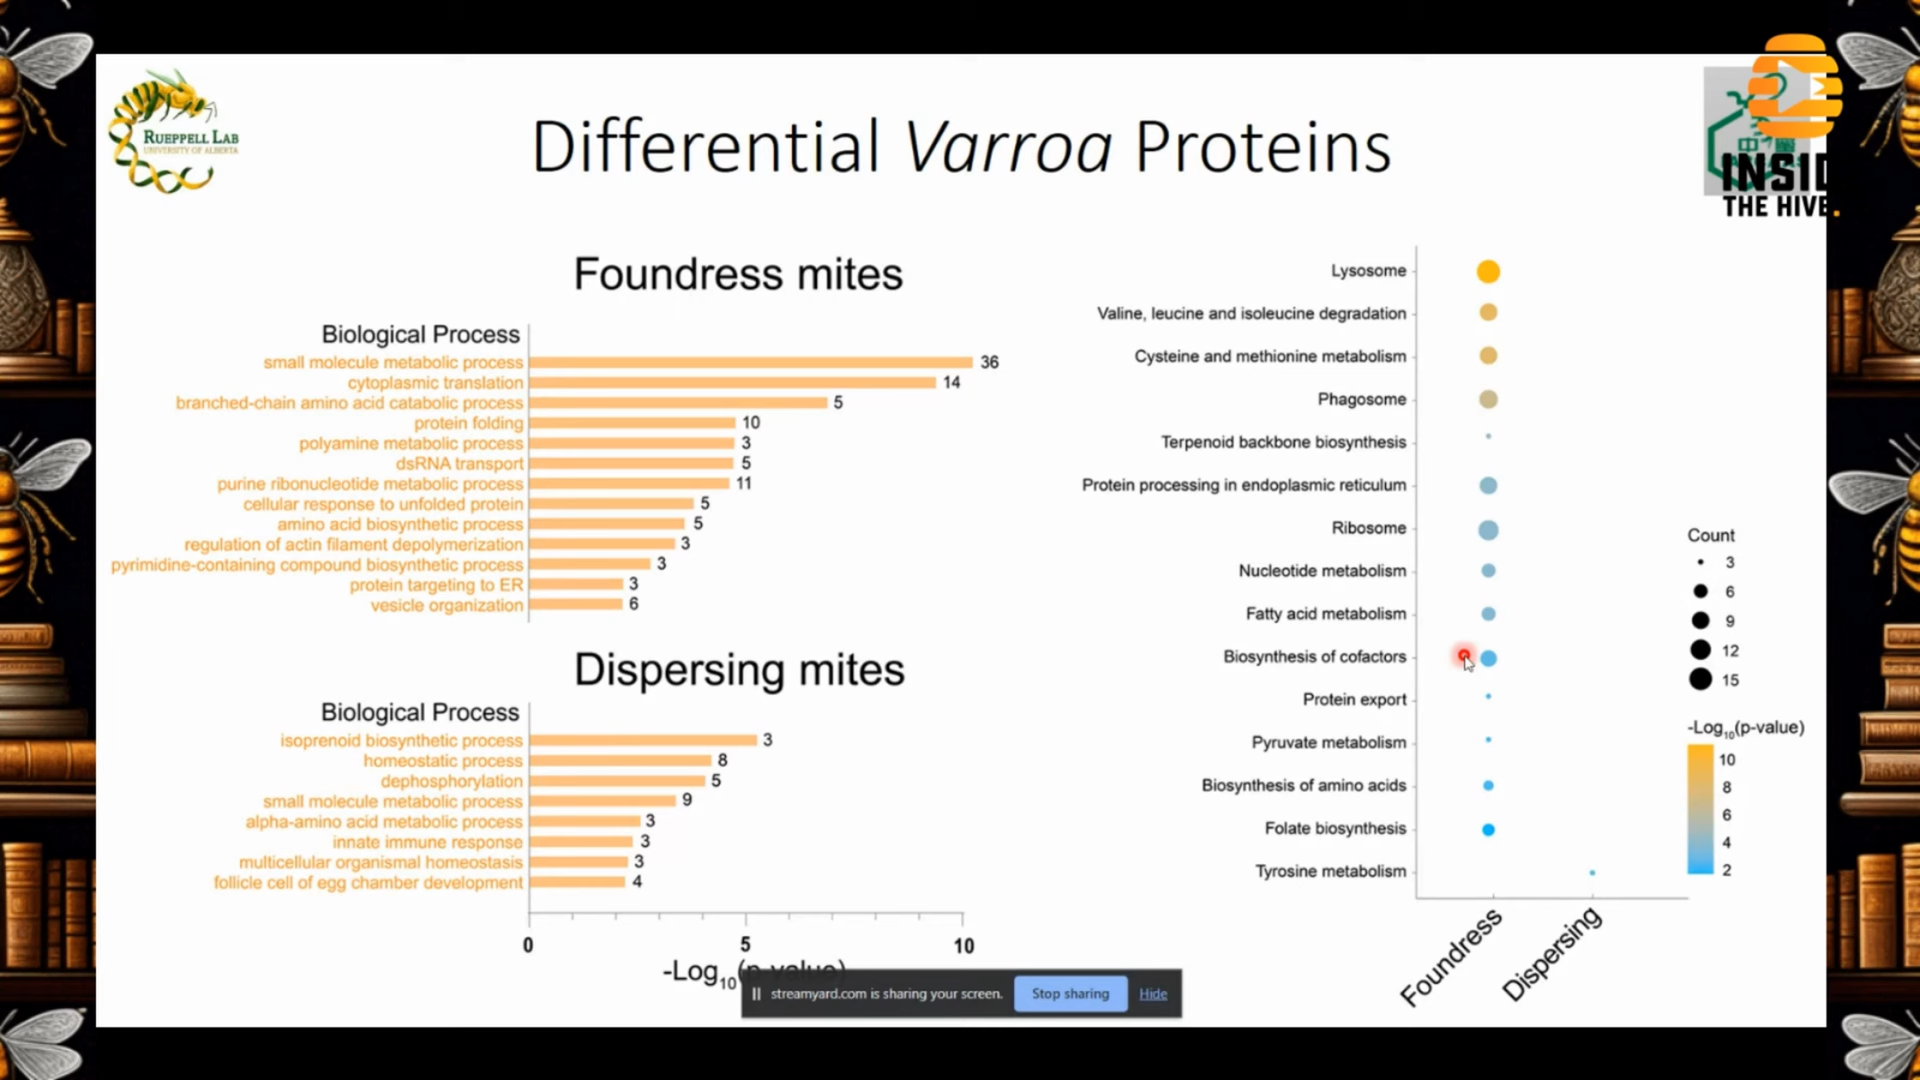 RUEPPELL LAB
UNIVERSITY OF ALBERTA
Differential Varroa Proteins
INSID
THE HIVE.
Foundress mites
Biological Process
small molecule metabolic process 36
cytoplasmic translation 14
branched-chain amino acid catabolic process 5
protein folding 10
polyamine metabolic process 3
dsRNA transport 5
purine ribonucleotide metabolic process 11
cellular response to unfolded protein 5
amino acid biosynthetic process 5
regulation of actin filament depolymerization 3
pyrimidine-containing compound biosynthetic process 3
protein targeting to ER 3
vesicle organization 6
Dispersing mites
Biological Process
isoprenoid biosynthetic process 3
homeostatic process 8
dephosphorylation 5
small molecule metabolic process 9
alpha-amino acid metabolic process 3
innate immune response 3
multicellular organismal homeostasis 3
follicle cell of egg chamber development 4
0 5 10
-Log10(p-value)
streamyard.com is sharing your screen. Stop sharing Hide
Lysosome
Valine, leucine and isoleucine degradation
Cysteine and methionine metabolism
Phagosome
Terpenoid backbone biosynthesis
Protein processing in endoplasmic reticulum
Ribosome
Nucleotide metabolism
Fatty acid metabolism
Biosynthesis of cofactors
Protein export
Pyruvate metabolism
Biosynthesis of amino acids
Folate biosynthesis
Tyrosine metabolism
Foundress
Dispersing
Count
3
6
9
12
15
-Log10(p-value)
10
8
6
4
2